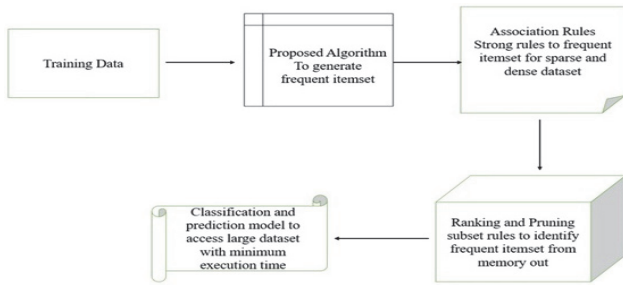 Training Data
Proposed Algorithm
To generate
frequent itemset
Association Rules
Strong rules to frequent
itemset for sparse and
dense dataset
Ranking and Pruning
subset rules to identify
frequent itemset from
memory out
Classification and
prediction model to
access large dataset
with minimum
execution time